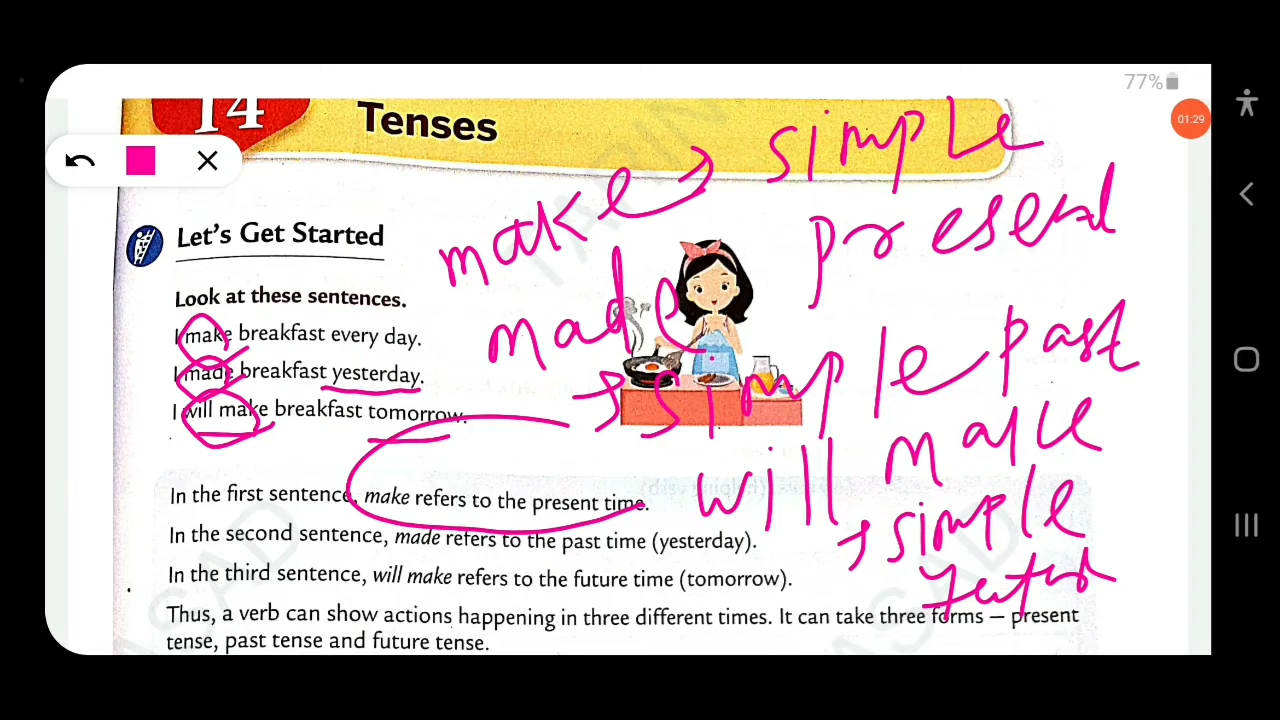 77%
01:29
14
Tenses
make → simple
present
Let's Get Started
Look at these sentences.
I make breakfast every day.
I made breakfast yesterday.
I will make breakfast tomorrow.
made
→ simple past
will make
→ simple
In the first sentence, make refers to the present time.
In the second sentence, made refers to the past time (yesterday).
In the third sentence, will make refers to the future time (tomorrow).
Thus, a verb can show actions happening in three different times. It can take three forms – present
tense, past tense and future tense.